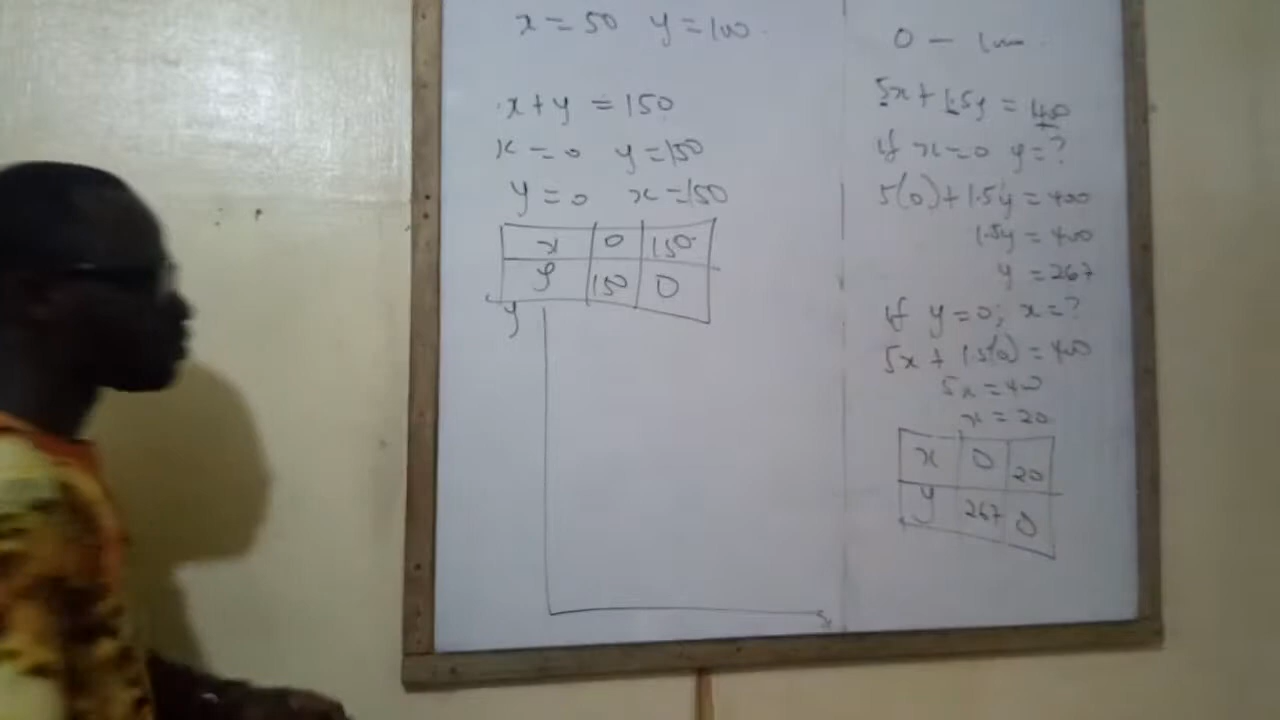 x = 50 y = 100
x + y = 150
x = 0 y = 150
y = 0 x = 150
x 0 150
y 150 0
y
x
0 —
5x + 1.5y = 400
if x = 0 y = ?
5(0) + 1.5y = 400
1.5y = 400
y = 267
if y = 0; x = ?
5x + 1.5(0) = 400
5x = 400
x = 20
x 0 20
y 267 0